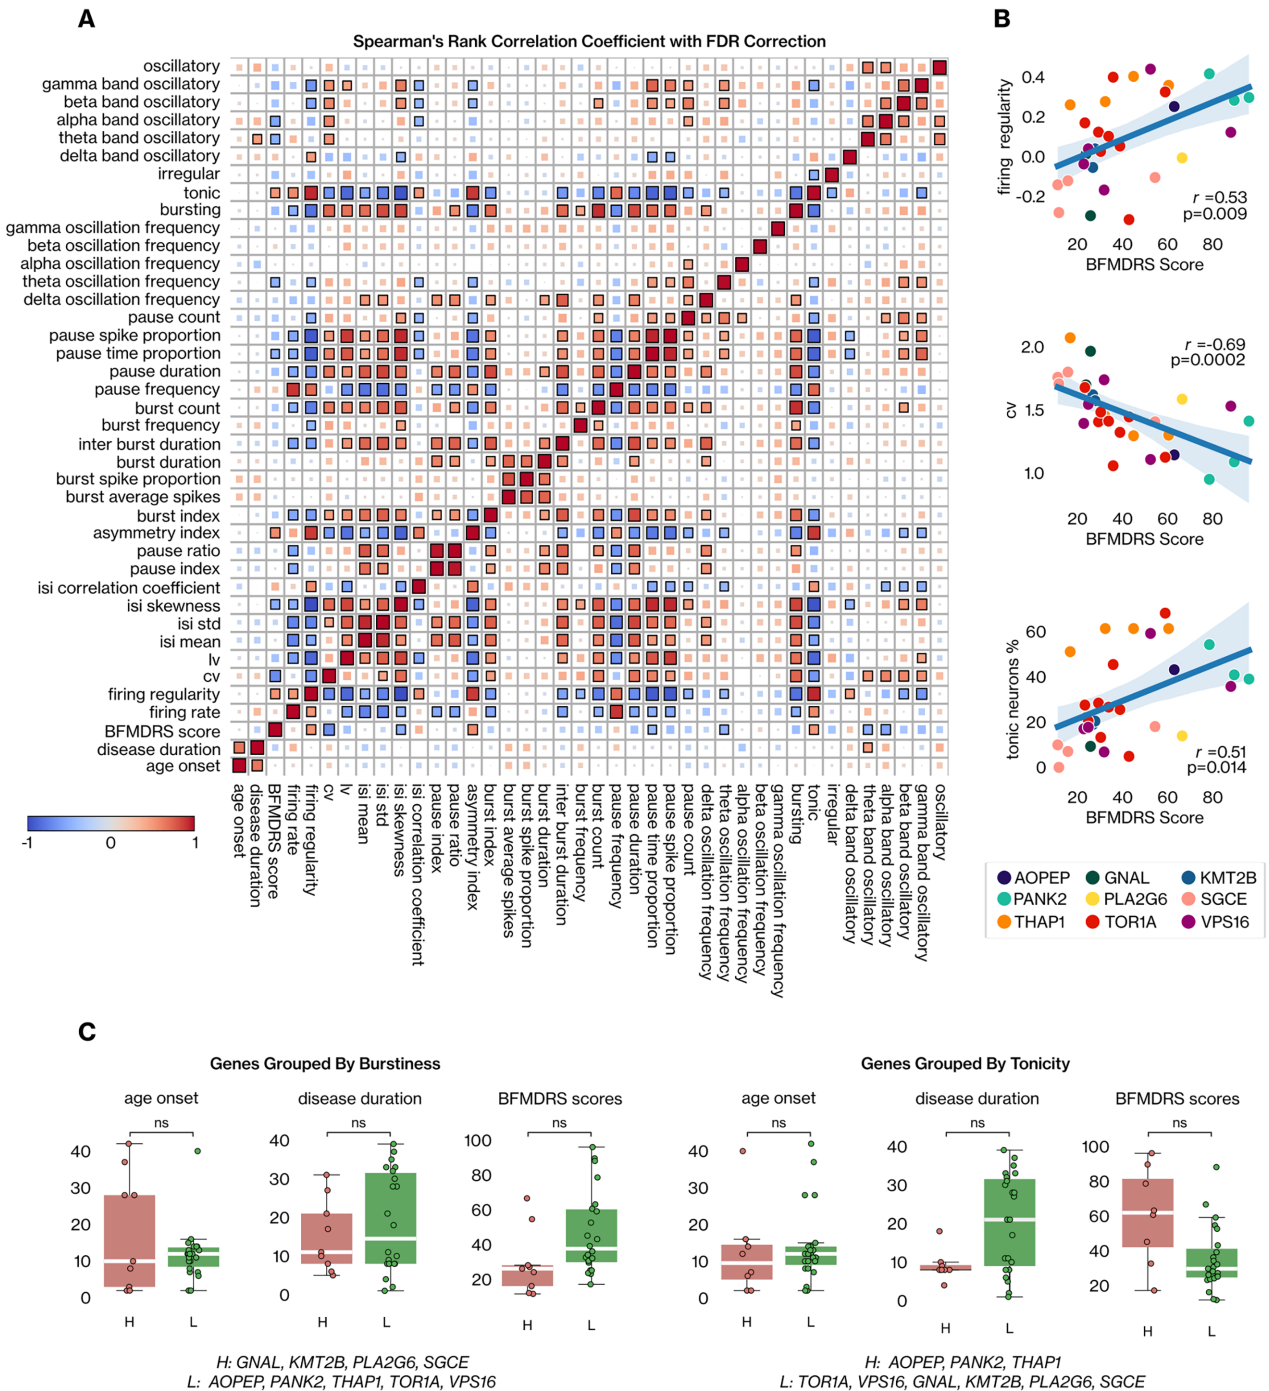 A
Spearman's Rank Correlation Coefficient with FDR Correction
oscillatory
gamma band oscillatory
beta band oscillatory
alpha band oscillatory
theta band oscillatory
delta band oscillatory
irregular
tonic
bursting
gamma oscillation frequency
beta oscillation frequency
alpha oscillation frequency
theta oscillation frequency
delta oscillation frequency
pause count
pause spike proportion
pause time proportion
pause duration
pause frequency
burst count
burst frequency
inter burst duration
burst duration
burst spike proportion
burst average spikes
burst index
asymmetry index
pause ratio
pause index
isi correlation coefficient
isi skewness
isi std
isi mean
lv
cv
firing regularity
firing rate
BFMDRS score
disease duration
age onset
age onset
disease duration
BFMDRS score
firing rate
firing regularity
cv
lv
isi mean
isi std
isi skewness
isi correlation coefficient
pause index
pause ratio
asymmetry index
burst index
burst average spikes
burst spike proportion
burst duration
inter burst duration
burst frequency
burst count
pause frequency
pause duration
pause time proportion
pause spike proportion
pause count
delta oscillation frequency
theta oscillation frequency
alpha oscillation frequency
beta oscillation frequency
gamma oscillation frequency
bursting
tonic
irregular
delta band oscillatory
theta band oscillatory
alpha band oscillatory
beta band oscillatory
gamma band oscillatory
oscillatory
-1 0 1
B
firing regularity
0.4
0.2
0.0
-0.2
r =0.53
p=0.009
20 40 60 80
BFMDRS Score
cv
2.0
1.5
1.0
r =-0.69
p=0.0002
20 40 60 80
BFMDRS Score
tonic neurons %
60
40
20
0
r =0.51
p=0.014
20 40 60 80
BFMDRS Score
AOPEP GNAL KMT2B
PANK2 PLA2G6 SGCE
THAP1 TOR1A VPS16
C
Genes Grouped By Burstiness
age onset
ns
40
30
20
10
0
H L
disease duration
ns
40
30
20
10
0
H L
BFMDRS scores
ns
100
80
60
40
20
H L
H: GNAL, KMT2B, PLA2G6, SGCE
L: AOPEP, PANK2, THAP1, TOR1A, VPS16
Genes Grouped By Tonicity
age onset
ns
40
30
20
10
0
H L
disease duration
ns
40
30
20
10
0
H L
BFMDRS scores
ns
100
80
60
40
20
H L
H: AOPEP, PANK2, THAP1
L: TOR1A, VPS16, GNAL, KMT2B, PLA2G6, SGCE